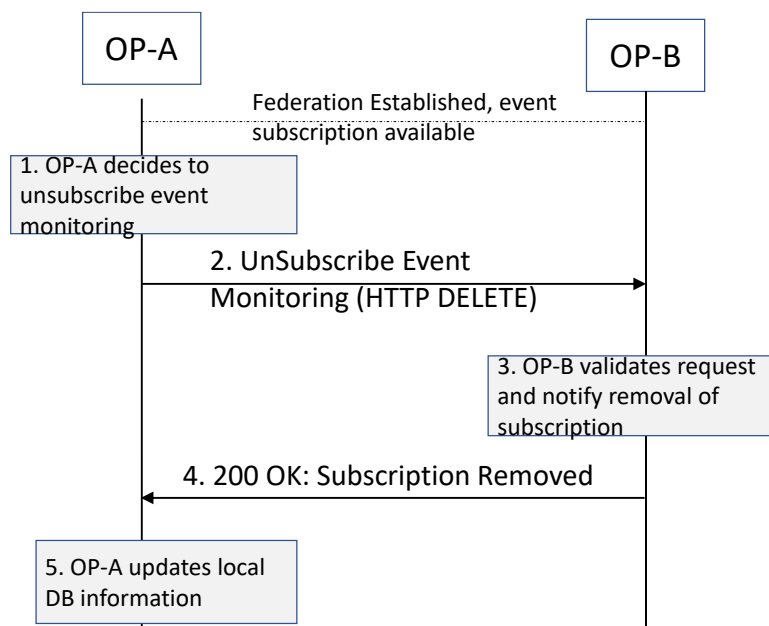 OP-A
OP-B
Federation Established, event
subscription available
1. OP-A decides to
unsubscribe event
monitoring
2. UnSubscribe Event
Monitoring (HTTP DELETE)
3. OP-B validates request
and notify removal of
subscription
4. 200 OK: Subscription Removed
5. OP-A updates local
DB information